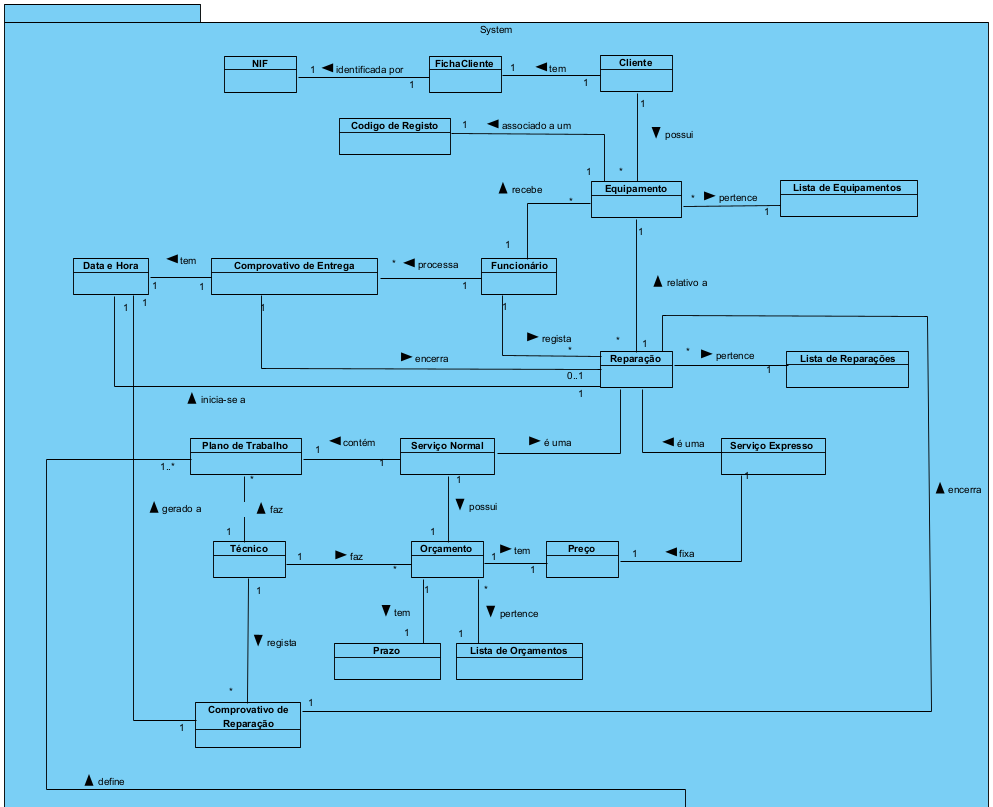 System
NIF
1
identificada por
1
FichaCliente
1
tem
1
Cliente
1
possui
*
Codigo de Registo
1
associado a um
1
Equipamento
*
pertence
1
Lista de Equipamentos
recebe
*
1
1
relativo a
*
Data e Hora
tem
1
1
Comprovativo de Entrega
*
processa
1
Funcionário
1
1
1
1
regista
*
encerra
0..1
1
inicia-se a
1
Reparação
*
pertence
1
Lista de Reparações
Plano de Trabalho
1
contém
1
Serviço Normal
é uma
é uma
Serviço Expresso
1..*
*
1
1
gerado a
faz
possui
encerra
1
1
Técnico
1
faz
*
Orçamento
1
tem
1
Preço
1
fixa
1
1
*
tem
pertence
1
1
regista
Prazo
Lista de Orçamentos
*
Comprovativo de
Reparação
1
1
define